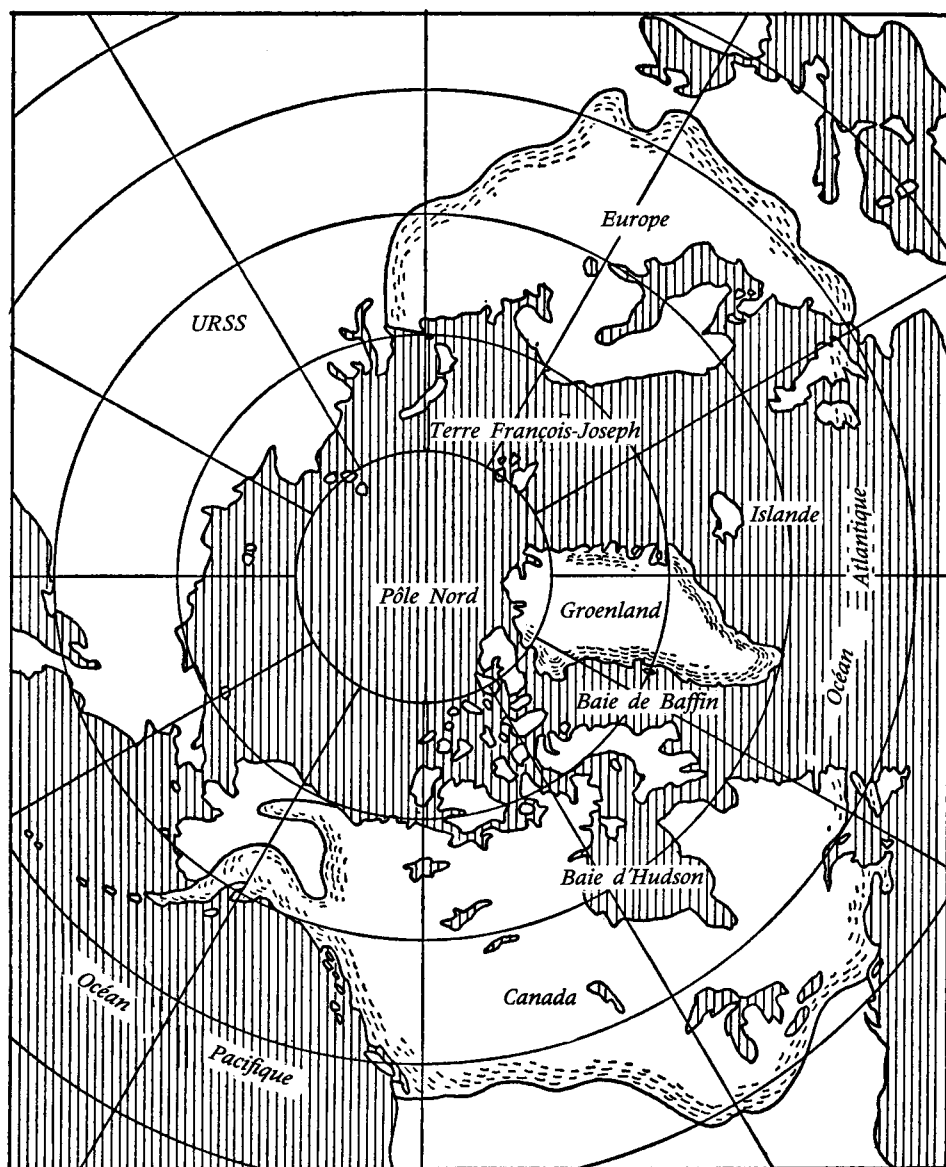 Europe
URSS
Terre François-Joseph
Islande
Atlantique
Océan
Pôle Nord
Groenland
Baie de Baffin
Baie d'Hudson
Canada
Océan
Pacifique